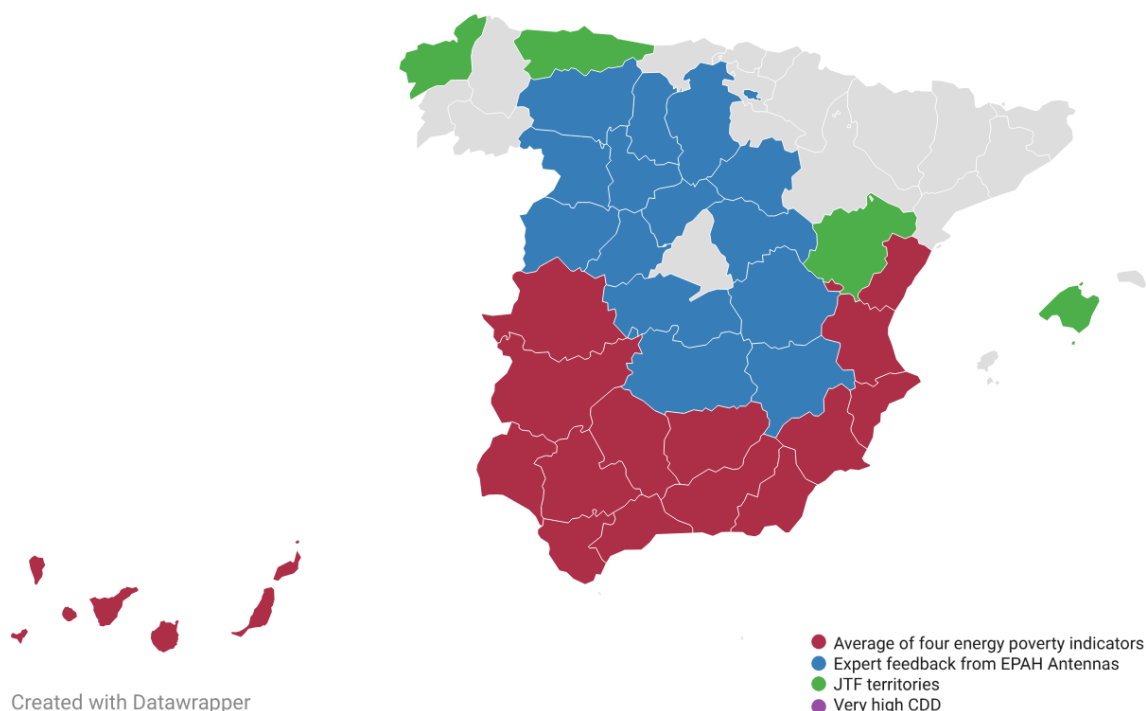 Average of four energy poverty indicators
Expert feedback from EPAH Antennas
JTF territories
Very high CDD
Created with Datawrapper